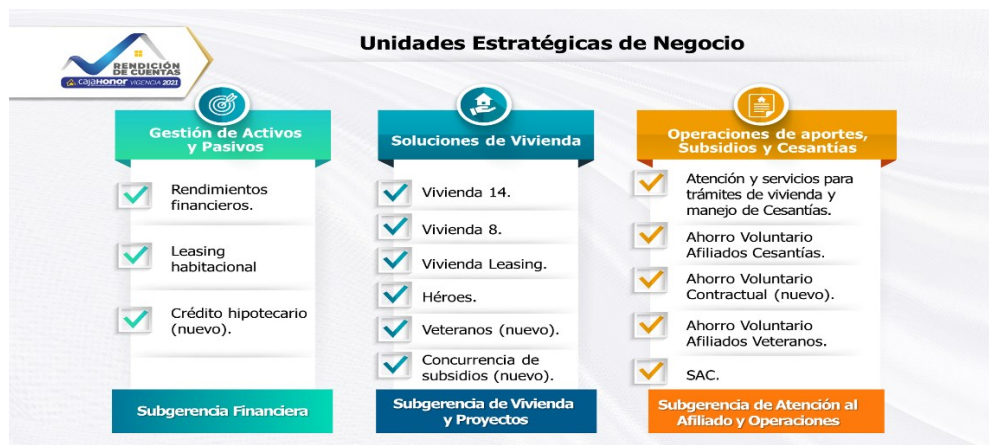 Unidades Estratégicas de Negocio
RENDICIÓN
DE CUENTAS
CAJAHONOR VIGENCIA 2021
Gestión de Activos
y Pasivos
Rendimientos
financieros.
Leasing
habitacional
Crédito hipotecario
(nuevo).
Subgerencia Financiera
Soluciones de Vivienda
Vivienda 14.
Vivienda 8.
Vivienda Leasing.
Héroes.
Veteranos (nuevo).
Concurrencia de
subsidios (nuevo).
Subgerencia de Vivienda
y Proyectos
Operaciones de aportes,
Subsidios y Cesantías
Atención y servicios para
trámites de vivienda y
manejo de Cesantías.
Ahorro Voluntario
Afiliados Cesantías.
Ahorro Voluntario
Contractual (nuevo).
Ahorro Voluntario
Afiliados Veteranos.
SAC.
Subgerencia de Atención al
Afiliado y Operaciones